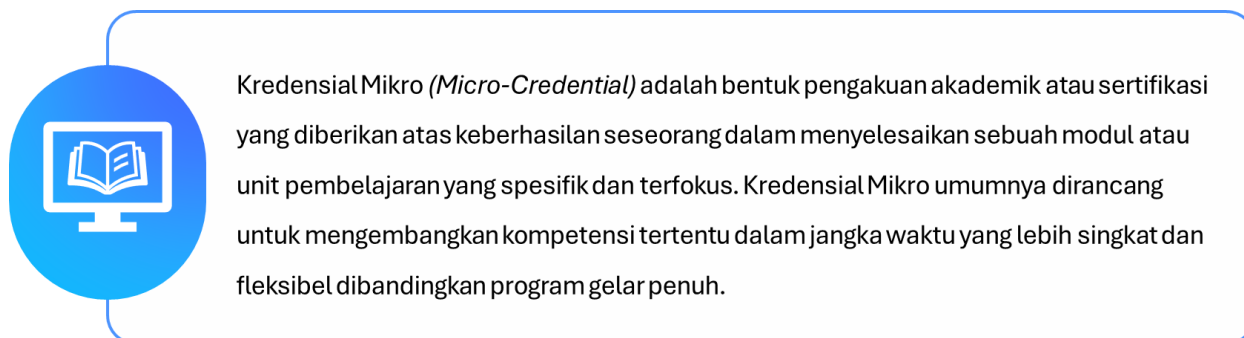 Kredensial Mikro (Micro-Credential) adalah bentuk pengakuan akademik atau sertifikasi
yang diberikan atas keberhasilan seseorang dalam menyelesaikan sebuah modul atau
unit pembelajaran yang spesifik dan terfokus. Kredensial Mikro umumnya dirancang
untuk mengembangkan kompetensi tertentu dalam jangka waktu yang lebih singkat dan
fleksibel dibandingkan program gelar penuh.